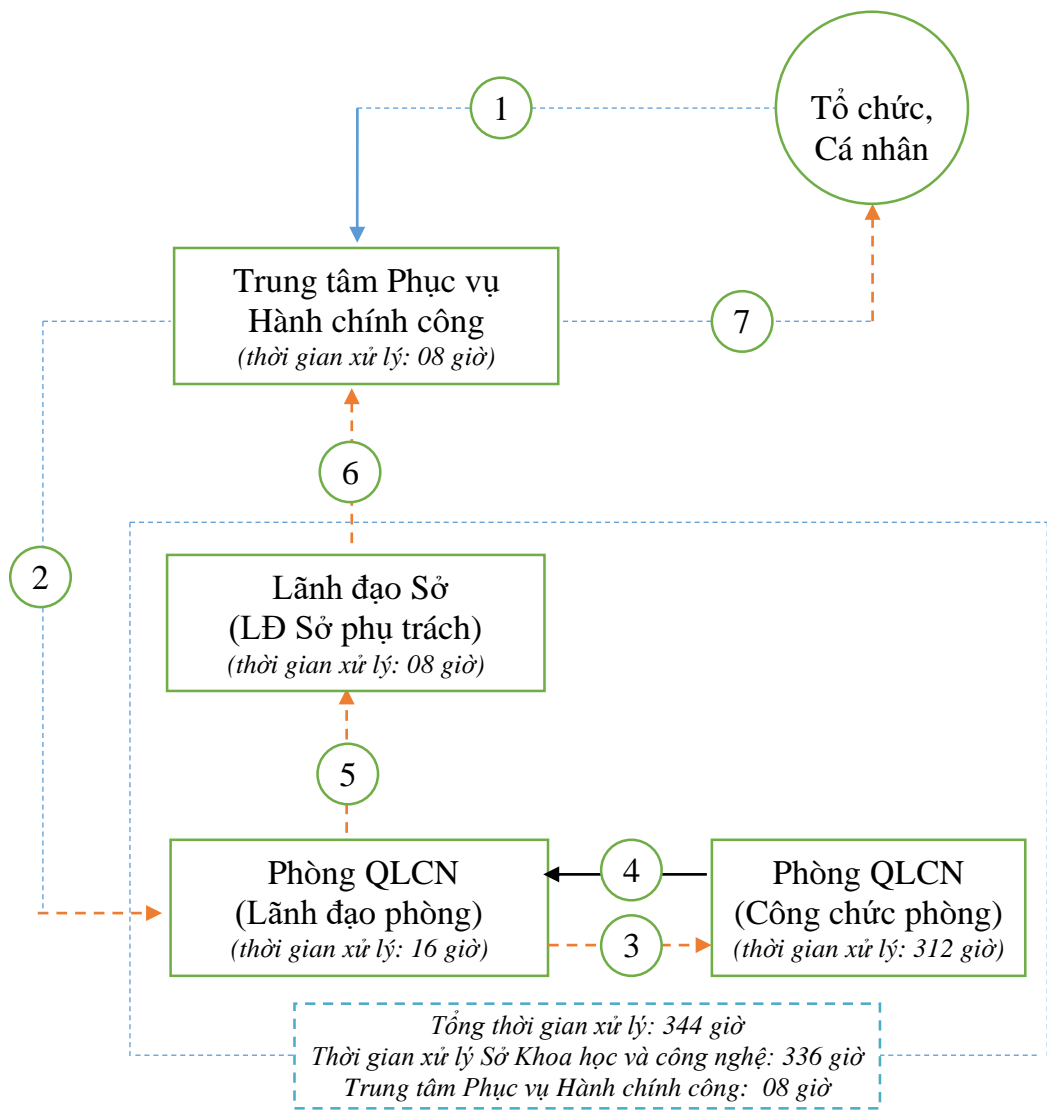 1
Tổ chức,
Cá nhân
Trung tâm Phục vụ
Hành chính công
(thời gian xử lý: 08 giờ)
7
6
2
Lãnh đạo Sở
(LĐ Sở phụ trách)
(thời gian xử lý: 08 giờ)
5
Phòng QLCN
(Lãnh đạo phòng)
(thời gian xử lý: 16 giờ)
4
3
Phòng QLCN
(Công chức phòng)
(thời gian xử lý: 312 giờ)
Tổng thời gian xử lý: 344 giờ
Thời gian xử lý Sở Khoa học và công nghệ: 336 giờ
Trung tâm Phục vụ Hành chính công: 08 giờ